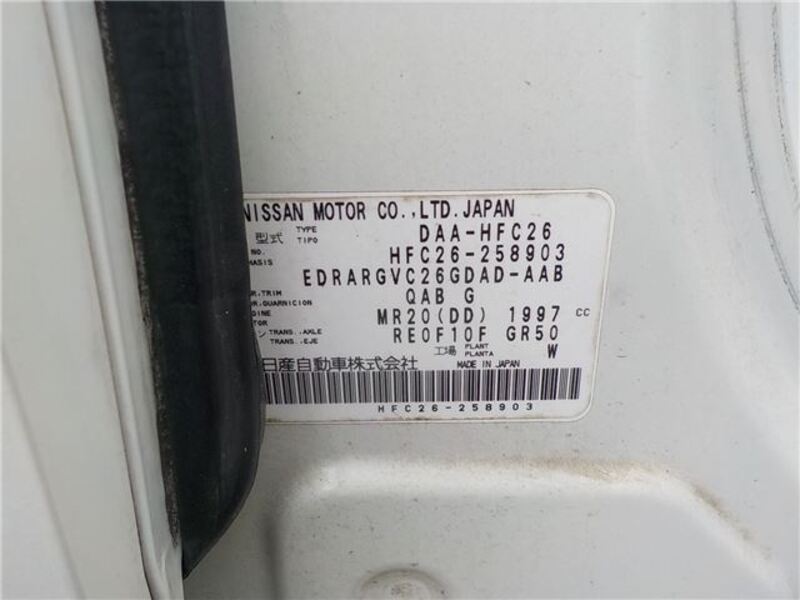 NISSAN MOTOR CO.,LTD.JAPAN
型式 TYPE TIPO DAA-HFC26
NO. HASIS HFC26-258903
EDRARGVC26GDAD-AAB
R,TRIM R,GUARNICION QAB G
GINE TOR MR20(DD) 1997 CC
ン TRANS.,AXLE TRANS.,EJE RE0F10F GR50
工場 PLANT PLANTA W
日産自動車株式会社 MADE IN JAPAN
HFC26-258903